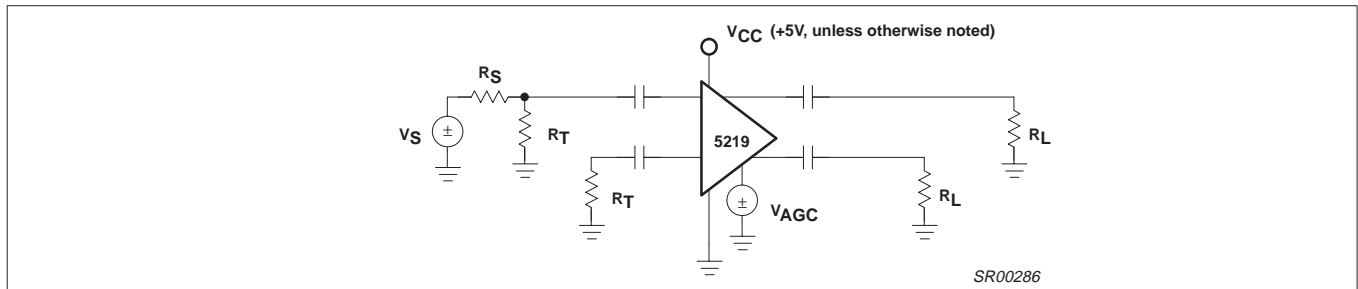 VCC (+5V, unless otherwise noted)
RS
VS
±
RT
5219
RL
RT
±
VAGC
RL
SR00286